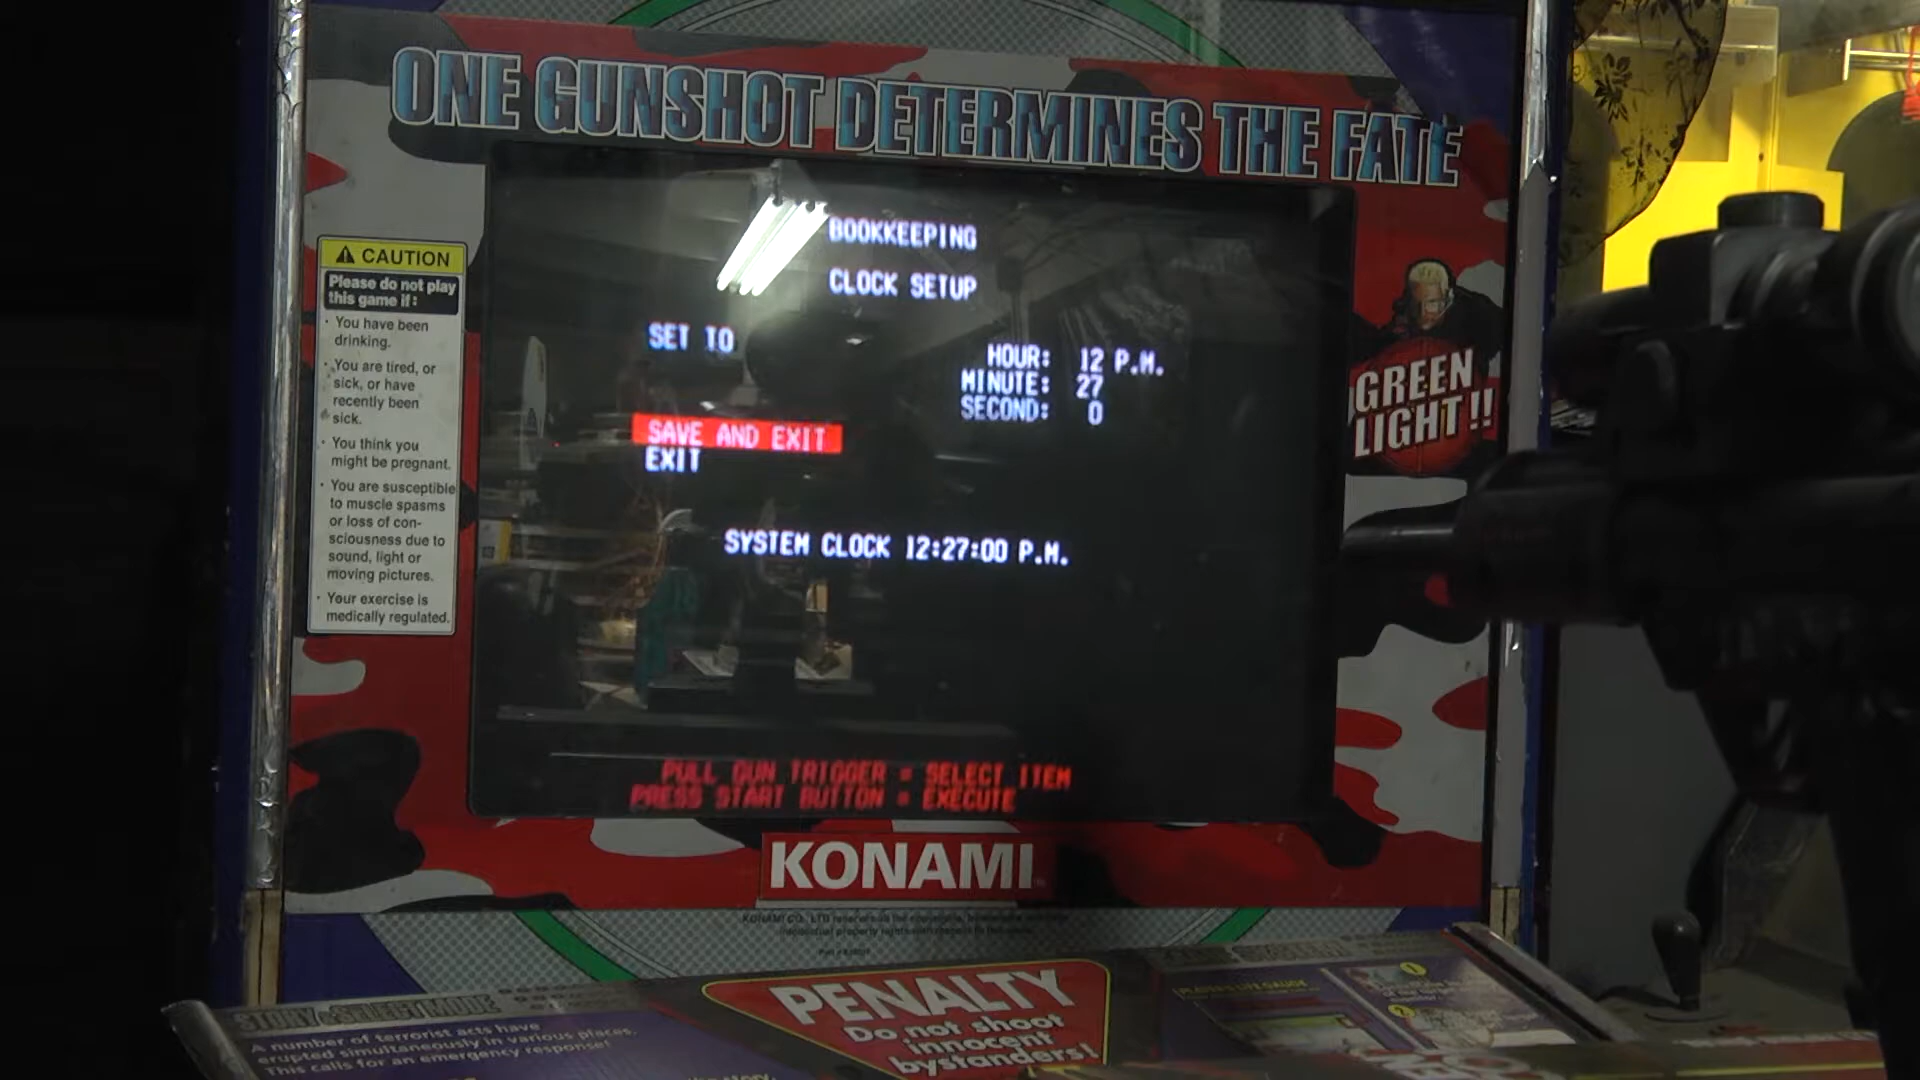 ONE GUNSHOT DETERMINES THE FATE
BOOKKEEPING
CLOCK SETUP
SET TO
HOUR: 12 P.M.
MINUTE: 27
SECOND: 0
SAVE AND EXIT
EXIT
SYSTEM CLOCK 12:27:00 P.M.
PULL GUN TRIGGER = SELECT ITEM
PRESS START BUTTON = EXECUTE
CAUTION
Please do not play
this game if:
· You have been
drinking.
· You are tired, or
sick, or have
recently been
sick.
· You think you
might be pregnant.
· You are susceptible
to muscle spasms
or loss of con-
sciousness due to
sound, light or
moving pictures.
· Your exercise is
medically regulated.
GREEN
LIGHT!!
KONAMI
STORY SELECT MODE
A number of terrorist acts have
erupted simultaneously in various places.
This calls for an emergency response!
PENALTY
Do not shoot
innocent
bystanders!
1
2